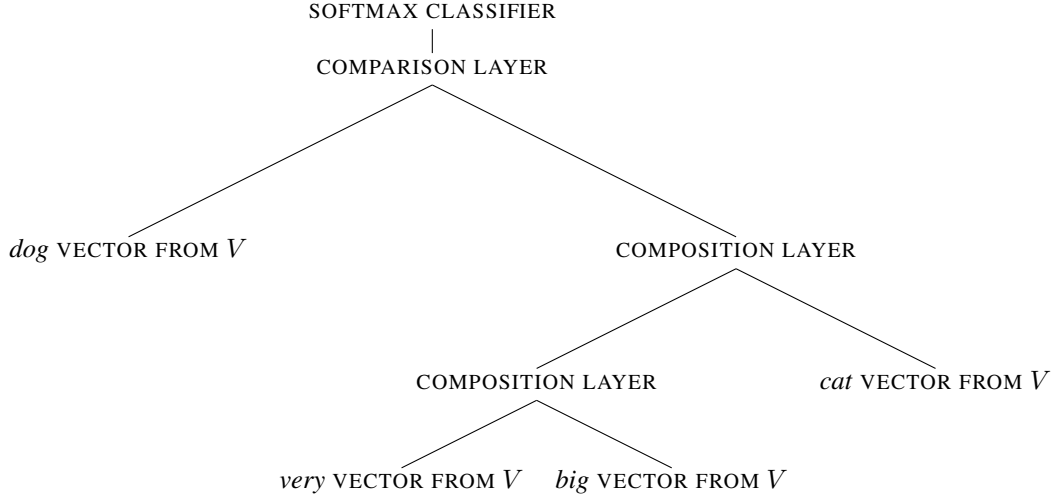 SOFTMAX CLASSIFIER
COMPARISON LAYER
dog VECTOR FROM V
COMPOSITION LAYER
COMPOSITION LAYER
cat VECTOR FROM V
very VECTOR FROM V
big VECTOR FROM V